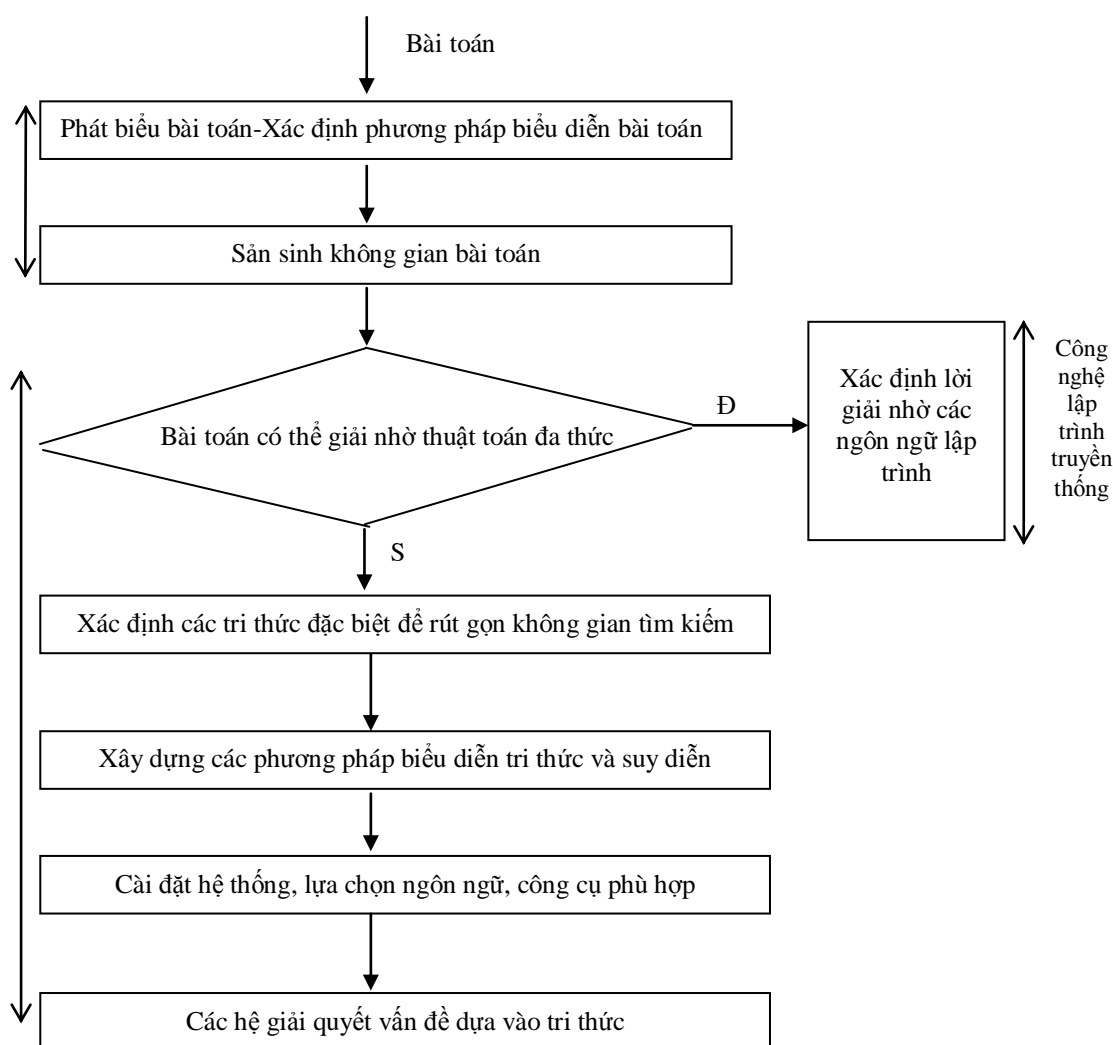 Bài toán
Phát biểu bài toán-Xác định phương pháp biểu diễn bài toán
Sản sinh không gian bài toán
Bài toán có thể giải nhờ thuật toán đa thức
Đ
Xác định lời
giải nhờ các
ngôn ngữ lập
trình
Công
nghệ
lập
trình
truyền
thống
S
Xác định các tri thức đặc biệt để rút gọn không gian tìm kiếm
Xây dựng các phương pháp biểu diễn tri thức và suy diễn
Cài đặt hệ thống, lựa chọn ngôn ngữ, công cụ phù hợp
Các hệ giải quyết vấn đề dựa vào tri thức